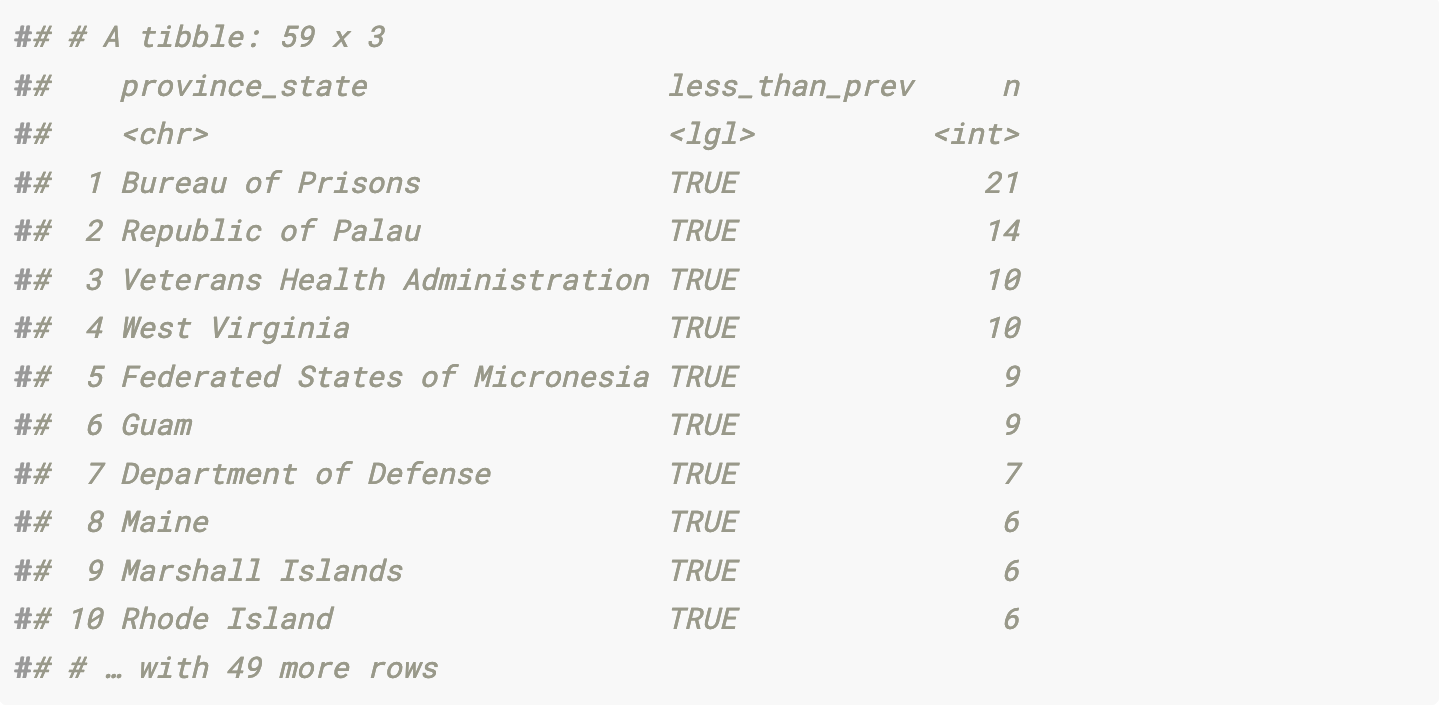 ## # A tibble: 59 x 3
##    province_state                 less_than_prev     n
##    <chr>                          <lgl>          <int>
##  1 Bureau of Prisons              TRUE              21
##  2 Republic of Palau              TRUE              14
##  3 Veterans Health Administration TRUE              10
##  4 West Virginia                  TRUE              10
##  5 Federated States of Micronesia TRUE               9
##  6 Guam                           TRUE               9
##  7 Department of Defense          TRUE               7
##  8 Maine                          TRUE               6
##  9 Marshall Islands               TRUE               6
## 10 Rhode Island                   TRUE               6
## # … with 49 more rows